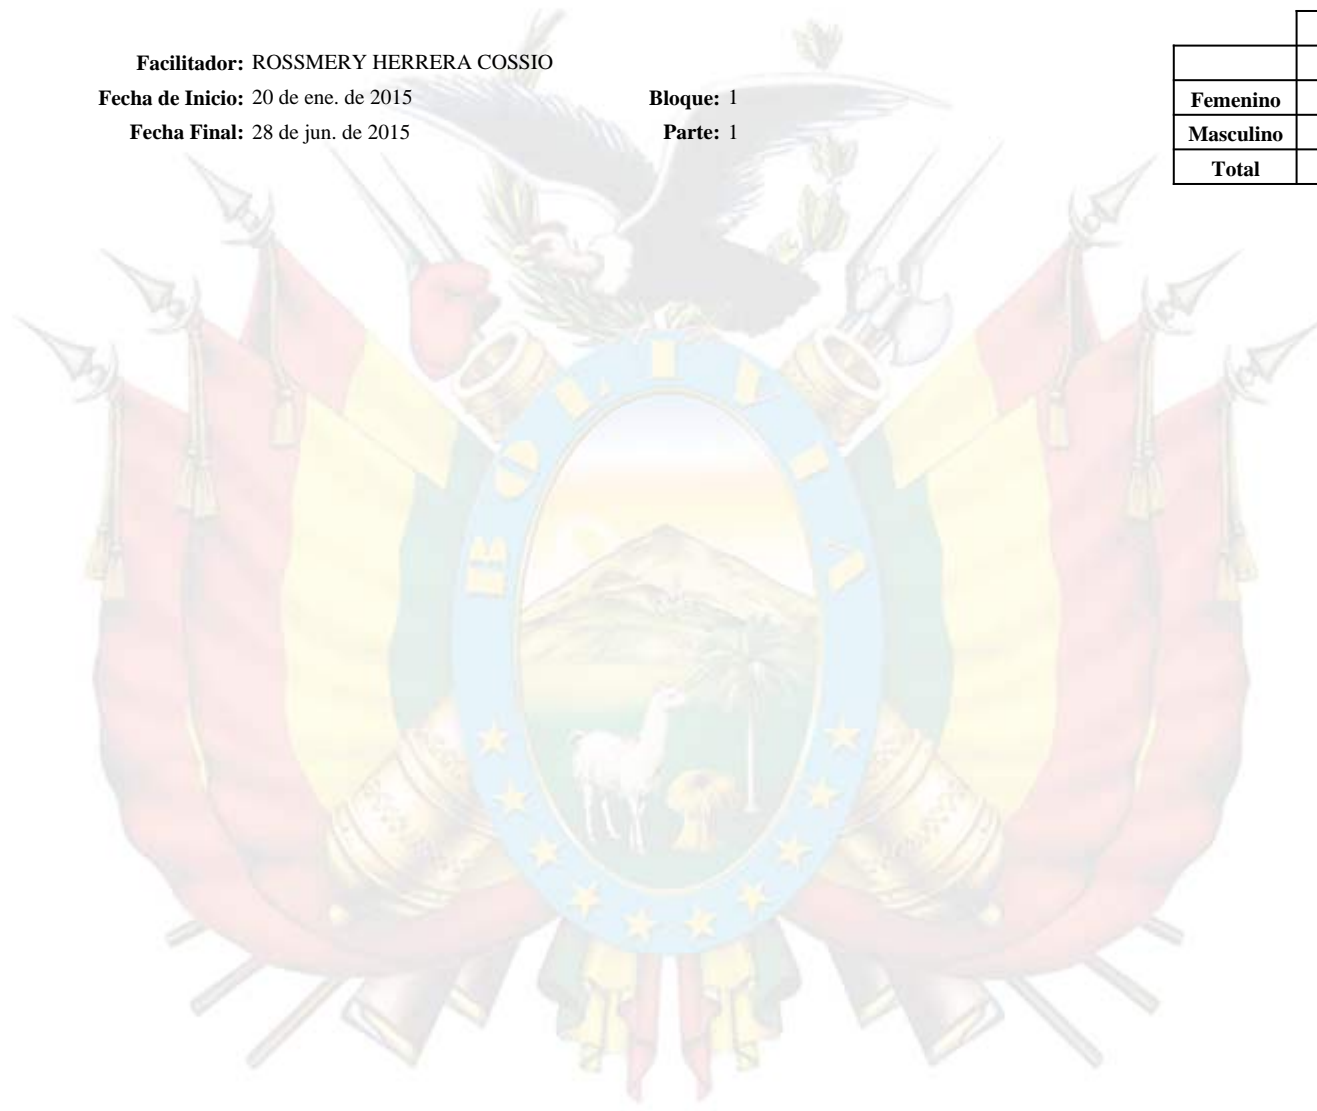 Facilitador: ROSSMERY HERRERA COSSIO
Fecha de Inicio: 20 de ene. de 2015 Bloque: 1
Fecha Final: 28 de jun. de 2015 Parte: 1
Femenino
Masculino
Total
BOLIVIA